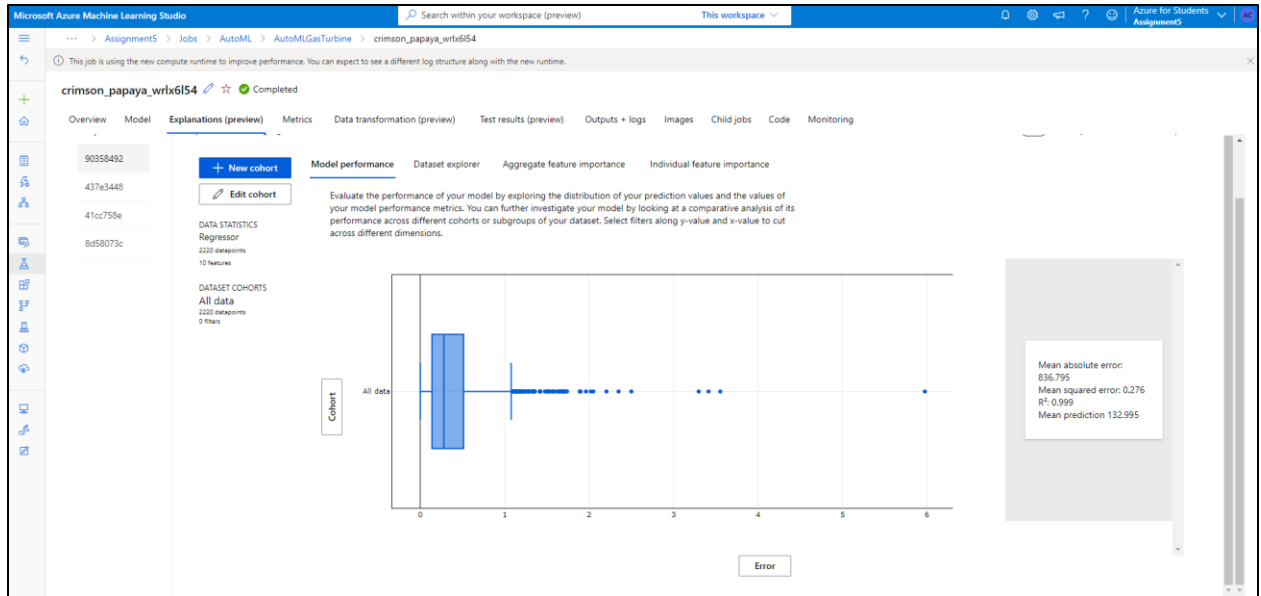 Microsoft Azure Machine Learning Studio
Search within your workspace (preview)
This workspace
Azure for Students
Assignment5
AC
··· > Assignment5 > Jobs > AutoML > AutoMLGasTurbine > crimson_papaya_wrlx6l54
This job is using the new compute runtime to improve performance. You can expect to see a different log structure along with the new runtime.
crimson_papaya_wrlx6l54 Completed
Overview Model Explanations (preview) Metrics Data transformation (preview) Test results (preview) Outputs + logs Images Child jobs Code Monitoring
90358492
437e3448
41cc758e
8d58073c
+ New cohort
Edit cohort
DATA STATISTICS
Regressor
2220 datapoints
10 features
DATASET COHORTS
All data
2220 datapoints
0 filters
Model performance Dataset explorer Aggregate feature importance Individual feature importance
Evaluate the performance of your model by exploring the distribution of your prediction values and the values of
your model performance metrics. You can further investigate your model by looking at a comparative analysis of its
performance across different cohorts or subgroups of your dataset. Select filters along y-value and x-value to cut
across different dimensions.
Cohort
All data
0 1 2 3 4 5 6
Error
Mean absolute error:
836.795
Mean squared error: 0.276
R²: 0.999
Mean prediction 132.995